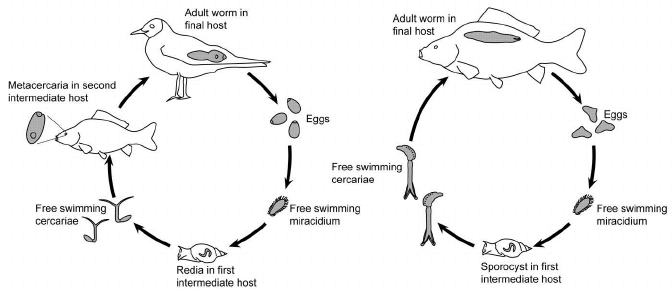 Adult worm in
final host
Metacercaria in second
intermediate host
Eggs
Free swimming
cercariae
Free swimming
miracidium
Redia in first
intermediate host
Adult worm in
final host
Eggs
Free swimming
cercariae
Free swimming
miracidium
Sporocyst in first
intermediate host